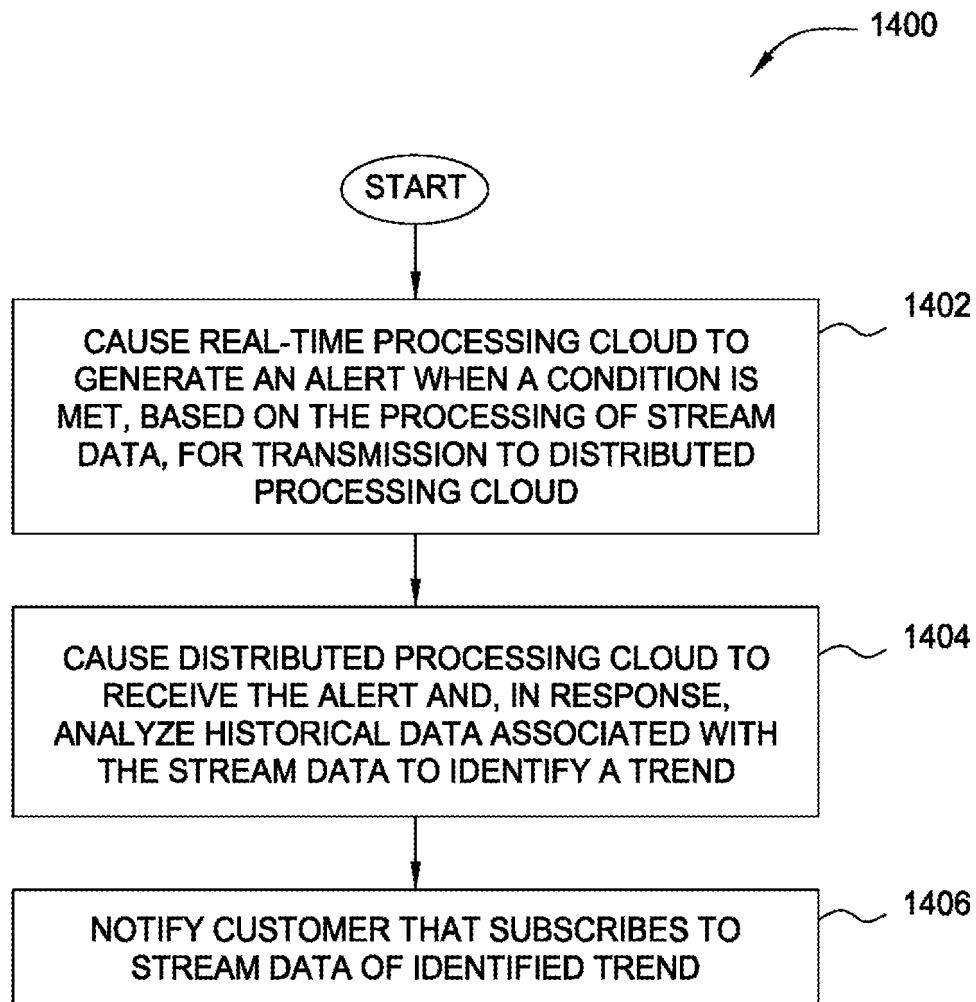 1400
START
1402
CAUSE REAL-TIME PROCESSING CLOUD TO
GENERATE AN ALERT WHEN A CONDITION IS
MET, BASED ON THE PROCESSING OF STREAM
DATA, FOR TRANSMISSION TO DISTRIBUTED
PROCESSING CLOUD
1404
CAUSE DISTRIBUTED PROCESSING CLOUD TO
RECEIVE THE ALERT AND, IN RESPONSE,
ANALYZE HISTORICAL DATA ASSOCIATED WITH
THE STREAM DATA TO IDENTIFY A TREND
1406
NOTIFY CUSTOMER THAT SUBSCRIBES TO
STREAM DATA OF IDENTIFIED TREND